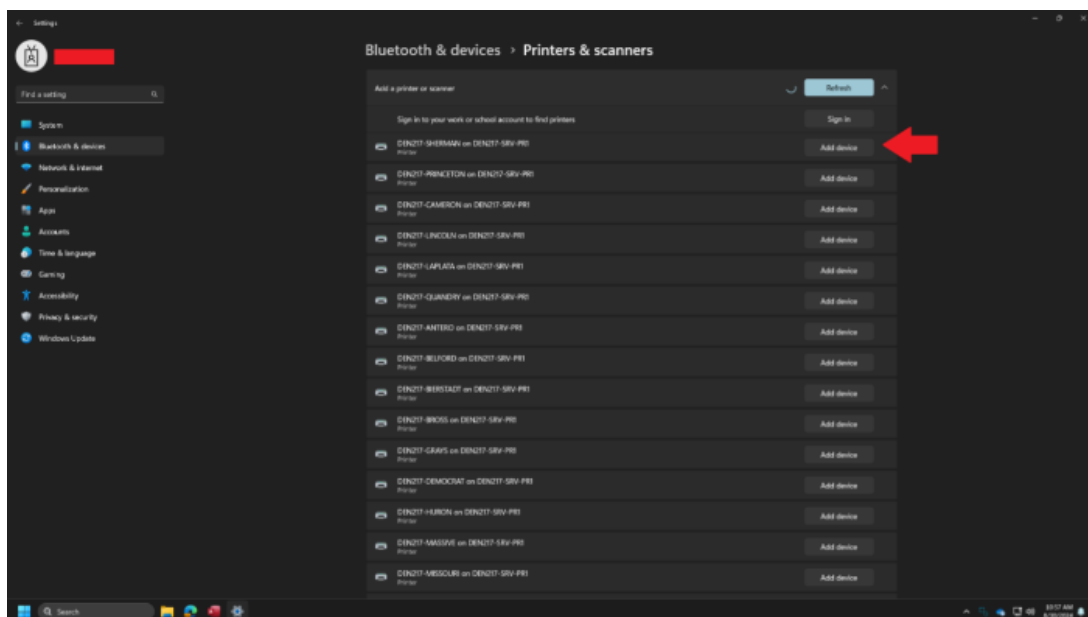 Settings
Bluetooth & devices > Printers & scanners
Find a setting
System
Bluetooth & devices
Network & internet
Personalization
Apps
Accounts
Time & language
Gaming
Accessibility
Privacy & security
Windows Update
Add a printer or scanner
Refresh
Sign in to your work or school account to find printers
Sign in
DEN217-SHERMAN on DEN217-SRV-PR1
Printer
Add device
DEN217-PRINCETON on DEN217-SRV-PR1
Printer
Add device
DEN217-CAMERON on DEN217-SRV-PR1
Printer
Add device
DEN217-LINCOLN on DEN217-SRV-PR1
Printer
Add device
DEN217-LAPLATA on DEN217-SRV-PR1
Printer
Add device
DEN217-QUANDRY on DEN217-SRV-PR1
Printer
Add device
DEN217-ANTERO on DEN217-SRV-PR1
Printer
Add device
DEN217-BELFORD on DEN217-SRV-PR1
Printer
Add device
DEN217-BIERSTADT on DEN217-SRV-PR1
Printer
Add device
DEN217-BROSS on DEN217-SRV-PR1
Printer
Add device
DEN217-GRAYS on DEN217-SRV-PR1
Printer
Add device
DEN217-DEMOCRAT on DEN217-SRV-PR1
Printer
Add device
DEN217-HURON on DEN217-SRV-PR1
Printer
Add device
DEN217-MASSIVE on DEN217-SRV-PR1
Printer
Add device
DEN217-MISSOURI on DEN217-SRV-PR1
Printer
Add device
Search
10:57 AM